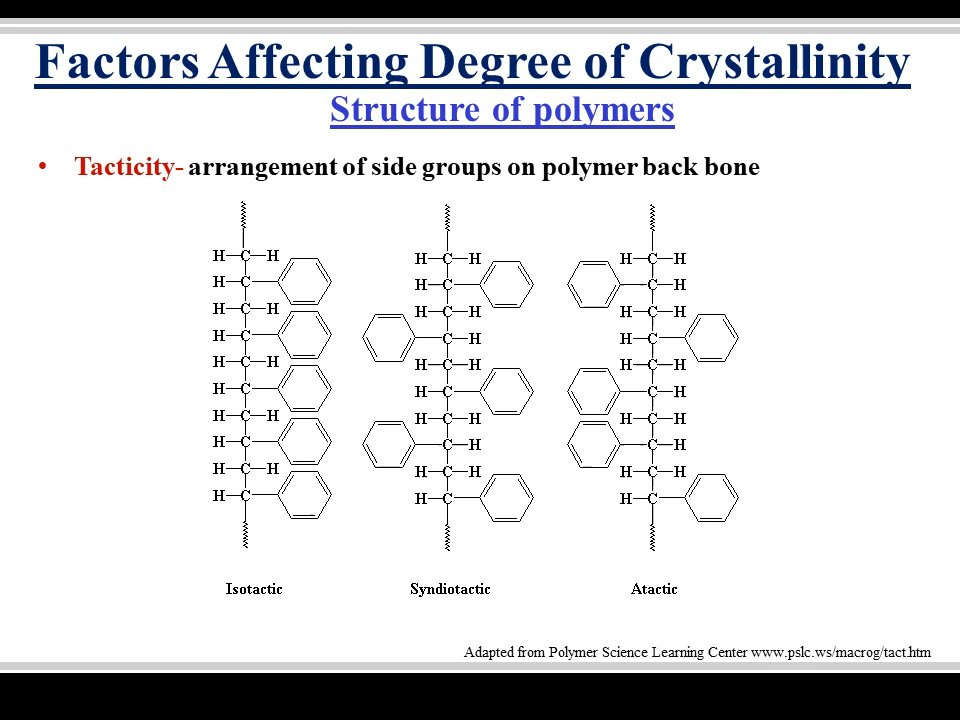 Factors Affecting Degree of Crystallinity
Structure of polymers
• Tacticity- arrangement of side groups on polymer back bone
H–C–H H–C–H H–C–H
H–C H–C C–H
H–C–H H–C–H H–C–H
H–C C–H H–C
H–C–H H–C–H H–C–H
H–C H–C C–H
H–C–H H–C–H H–C–H
H–C C–H C–H
H–C–H H–C–H H–C–H
H–C H–C H–C
Isotactic Syndiotactic Atactic
Adapted from Polymer Science Learning Center www.pslc.ws/macrog/tact.htm